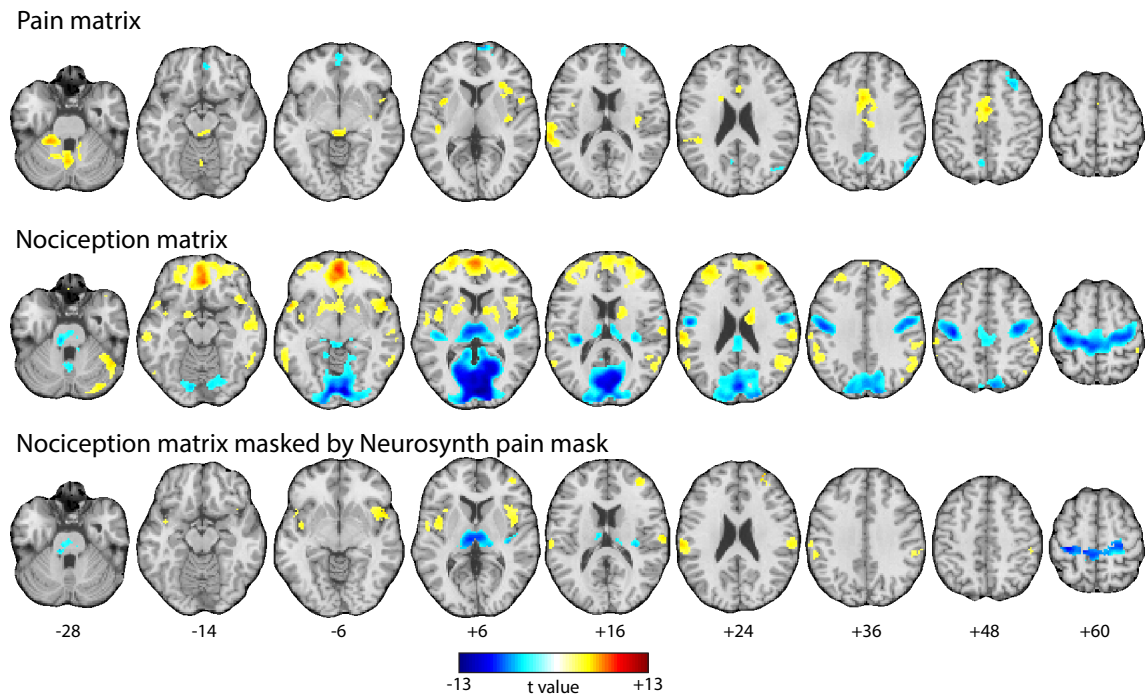 Pain matrix
Nociception matrix
Nociception matrix masked by Neurosynth pain mask
-28 -14 -6 +6 +16 +24 +36 +48 +60
-13 t value +13